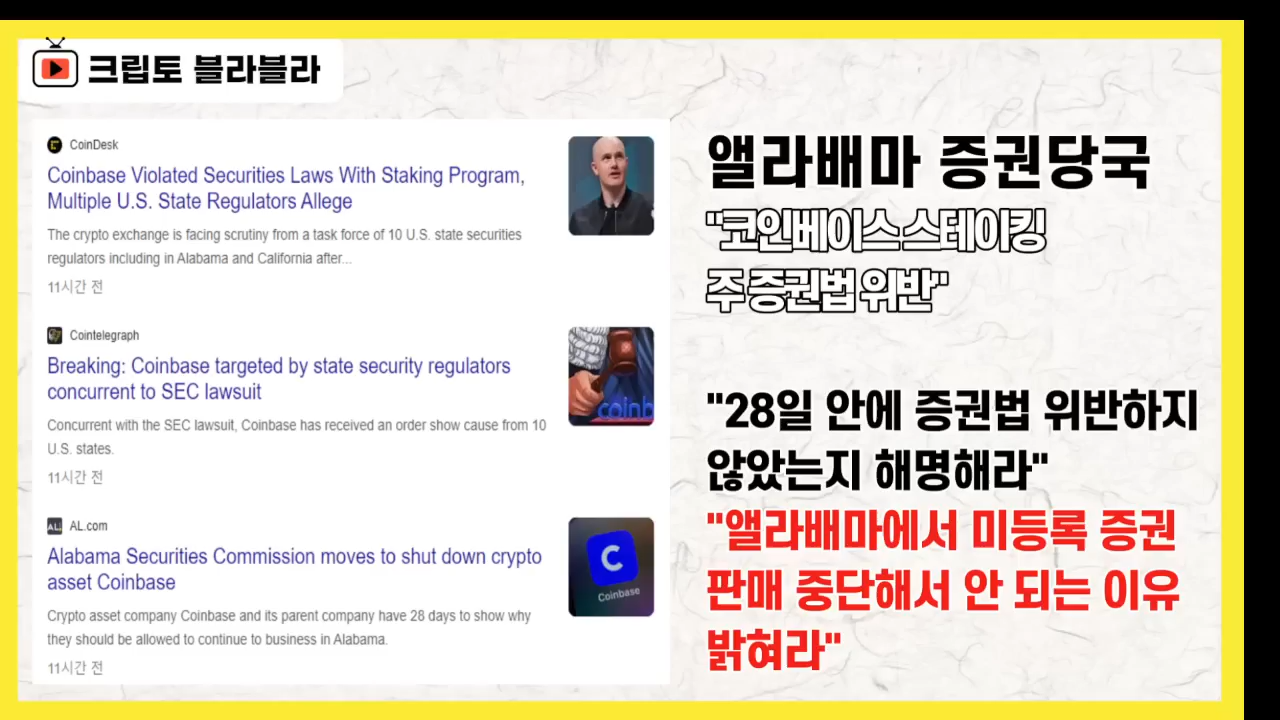 크립토 블라블라
CoinDesk
Coinbase Violated Securities Laws With Staking Program,
Multiple U.S. State Regulators Allege
The crypto exchange is facing scrutiny from a task force of 10 U.S. state securities
regulators including in Alabama and California after...
11시간 전
Cointelegraph
Breaking: Coinbase targeted by state security regulators
concurrent to SEC lawsuit
Concurrent with the SEC lawsuit, Coinbase has received an order show cause from 10
U.S. states.
11시간 전
coinb
AL.
AL.com
Alabama Securities Commission moves to shut down crypto
asset Coinbase
Crypto asset company Coinbase and its parent company have 28 days to show why
they should be allowed to continue to business in Alabama.
11시간 전
Coinbase
앨라배마 증권당국
"코인베이스 스테이킹
주 증권법 위반"
"28일 안에 증권법 위반하지
않았는지 해명해라"
"앨라배마에서 미등록 증권
판매 중단해서 안 되는 이유
밝혀라"